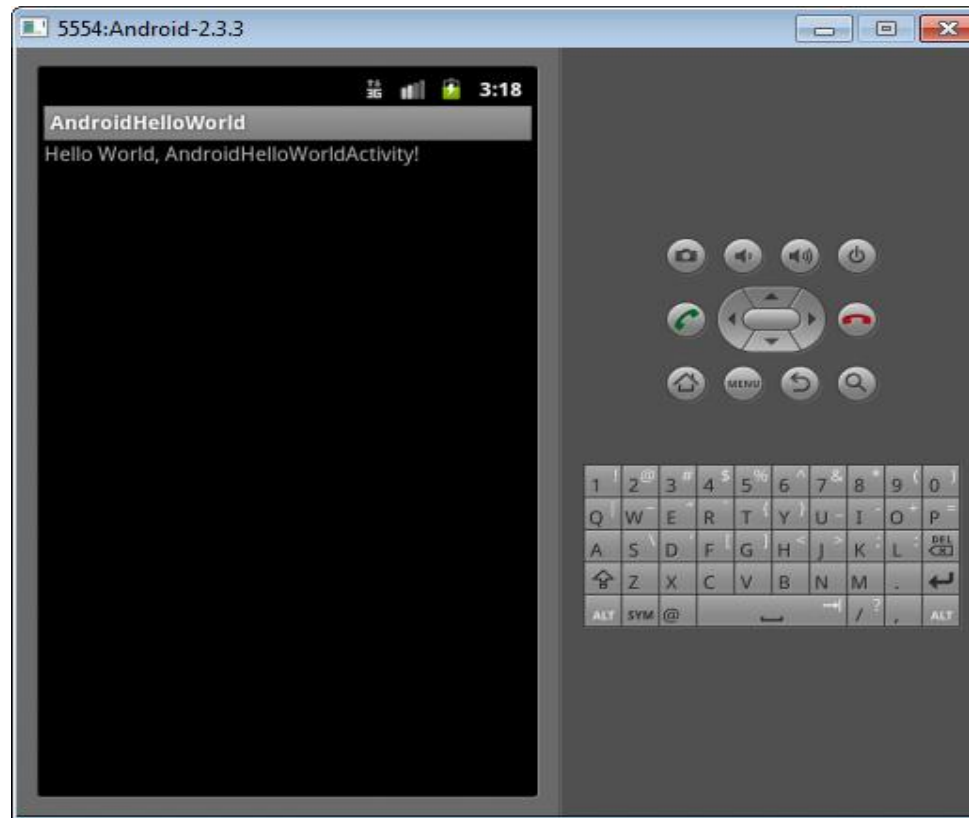 5554:Android-2.3.3
3G 3:18
AndroidHelloWorld
Hello World, AndroidHelloWorldActivity!
MENU
1 ! 2 @ 3 # 4 $ 5 % 6 ^ 7 & 8 * 9 ( 0 )
Q | W ~ E " R ` T { Y } U _ I - O + P =
A S \ D ' F [ G ] H < J > K ; L : DEL
Z X C V B N M .
ALT SYM @ / ? , ALT